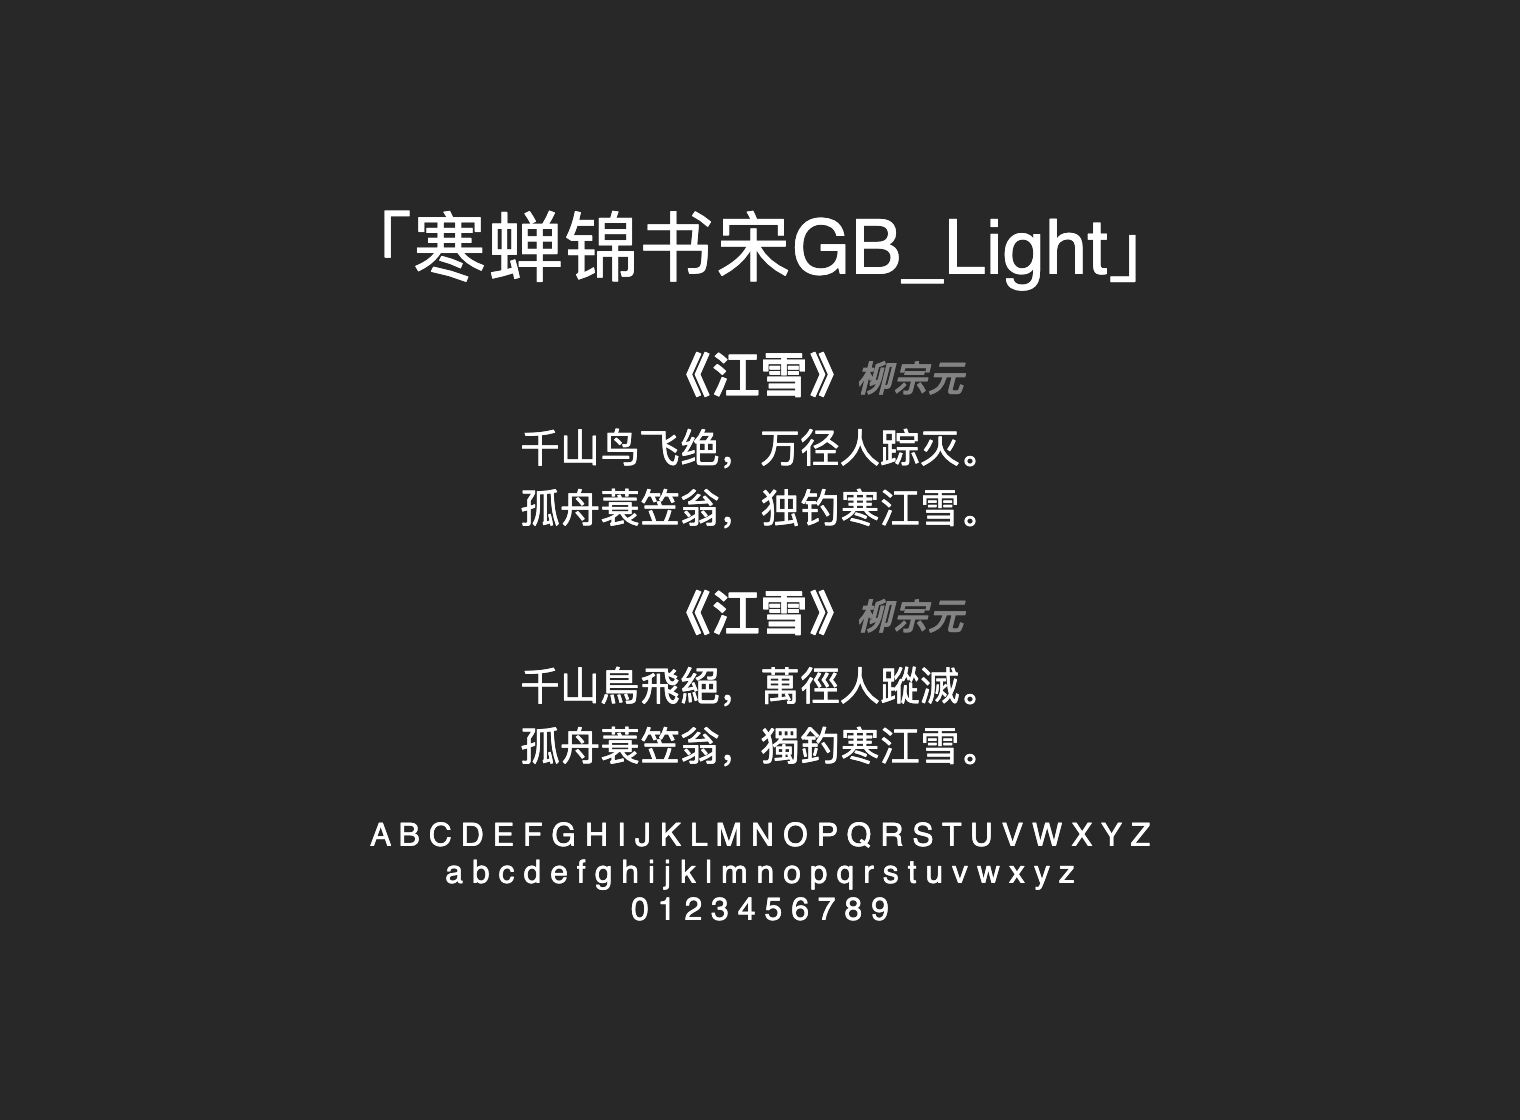 「寒蝉锦书宋GB_Light」
《江雪》 柳宗元
千山鸟飞绝，万径人踪灭。
孤舟蓑笠翁，独钓寒江雪。
《江雪》 柳宗元
千山鳥飛絕，萬徑人蹤滅。
孤舟蓑笠翁，獨釣寒江雪。
A B C D E F G H I J K L M N O P Q R S T U V W X Y Z
a b c d e f g h i j k l m n o p q r s t u v w x y z
0 1 2 3 4 5 6 7 8 9